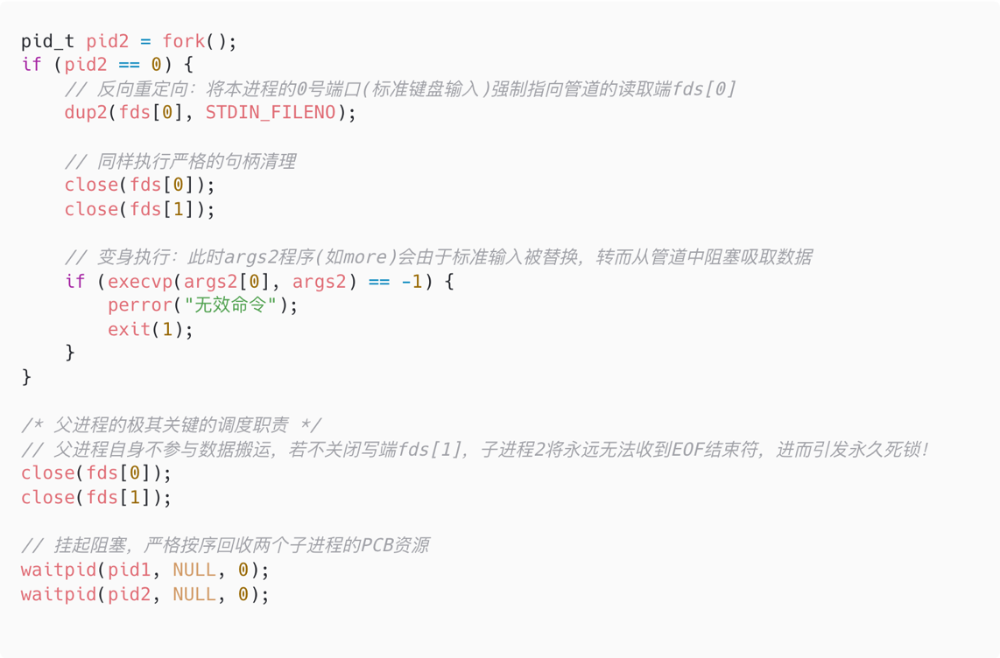 pid_t pid2 = fork();
if (pid2 == 0) {
    // 反向重定向：将本进程的0号端口(标准键盘输入)强制指向管道的读取端fds[0]
    dup2(fds[0], STDIN_FILENO);

    // 同样执行严格的句柄清理
    close(fds[0]);
    close(fds[1]);

    // 变身执行：此时args2程序(如more)会由于标准输入被替换，转而从管道中阻塞吸取数据
    if (execvp(args2[0], args2) == -1) {
        perror("无效命令");
        exit(1);
    }
}

/* 父进程的极其关键的调度职责 */
// 父进程自身不参与数据搬运，若不关闭写端fds[1]，子进程2将永远无法收到EOF结束符，进而引发永久死锁！
close(fds[0]);
close(fds[1]);

// 挂起阻塞，严格按序回收两个子进程的PCB资源
waitpid(pid1, NULL, 0);
waitpid(pid2, NULL, 0);